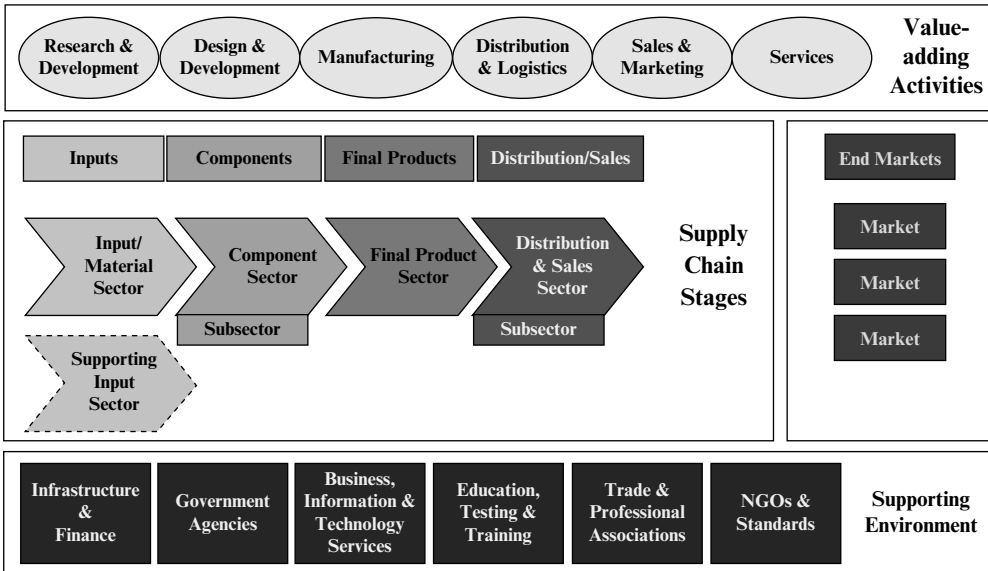 Research &
Development
Design &
Development
Manufacturing
Distribution
& Logistics
Sales &
Marketing
Services
Value-
adding
Activities
Inputs
Components
Final Products
Distribution/Sales
End Markets
Input/
Material
Sector
Component
Sector
Final Product
Sector
Distribution
& Sales
Sector
Supply
Chain
Stages
Subsector
Subsector
Supporting
Input
Sector
Market
Market
Market
Infrastructure
&
Finance
Government
Agencies
Business,
Information &
Technology
Services
Education,
Testing &
Training
Trade &
Professional
Associations
NGOs &
Standards
Supporting
Environment